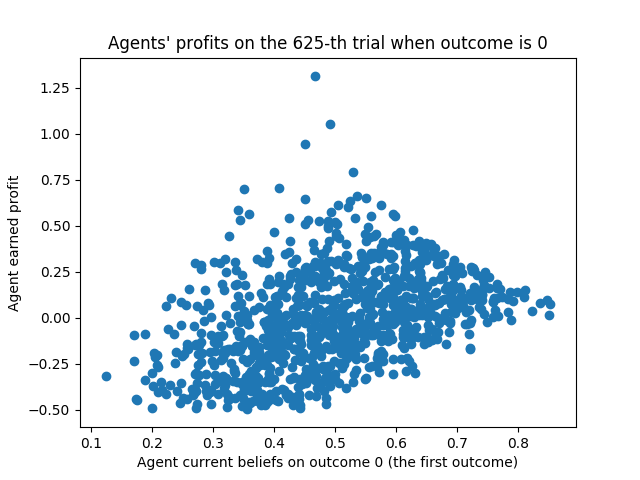 Agents' profits on the 625-th trial when outcome is 0
1.25
1.00
0.75
0.50
0.25
0.00
−0.25
−0.50
Agent earned profit
0.1 0.2 0.3 0.4 0.5 0.6 0.7 0.8
Agent current beliefs on outcome 0 (the first outcome)